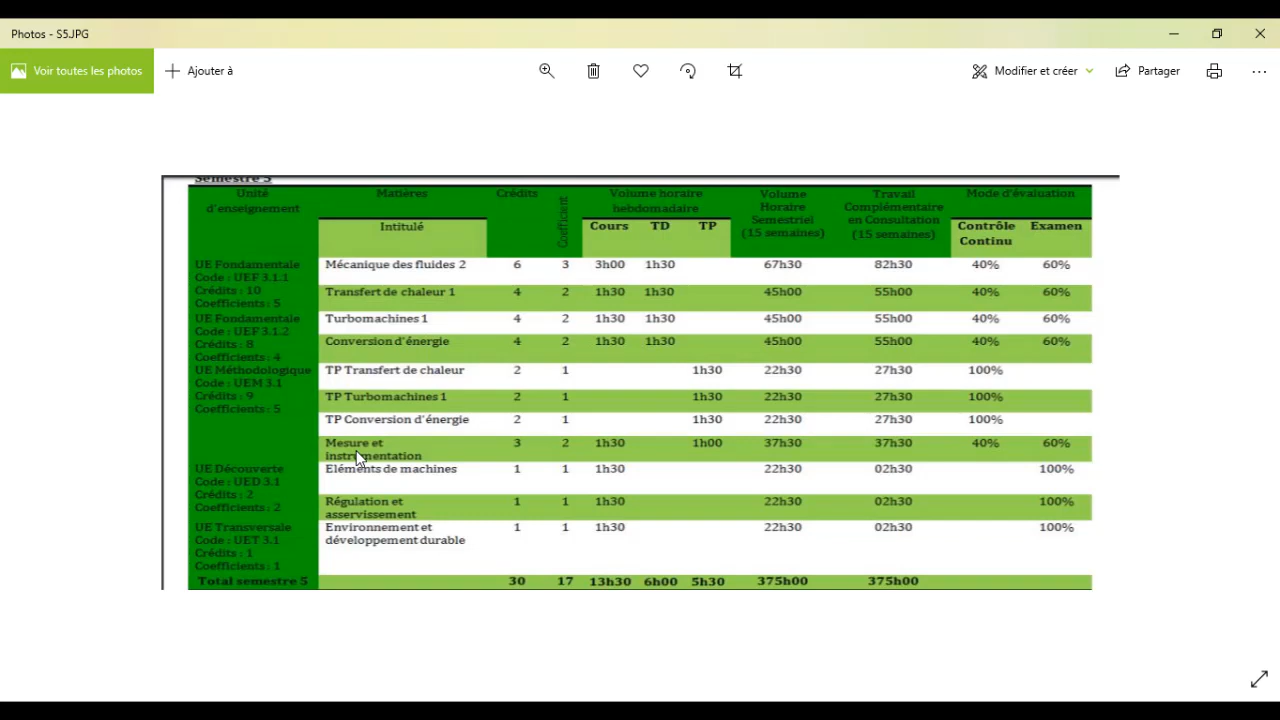 Photos - S5.JPG
Voir toutes les photos
Ajouter à
Modifier et créer
Partager
Semestre 5
Unité d'enseignement Matières Crédits Coefficient Volume horaire hebdomadaire Volume Horaire Semestriel (15 semaines) Travail Complémentaire en Consultation (15 semaines) Mode d'évaluation
Intitulé Cours TD TP Contrôle Continu Examen
UE Fondamentale
Code : UEF 3.1.1
Crédits : 10
Coefficients : 5
Mécanique des fluides 2 6 3 3h00 1h30 67h30 82h30 40% 60%
Transfert de chaleur 1 4 2 1h30 1h30 45h00 55h00 40% 60%
UE Fondamentale
Code : UEF 3.1.2
Crédits : 8
Coefficients : 4
Turbomachines 1 4 2 1h30 1h30 45h00 55h00 40% 60%
Conversion d'énergie 4 2 1h30 1h30 45h00 55h00 40% 60%
UE Méthodologique
Code : UEM 3.1
Crédits : 9
Coefficients : 5
TP Transfert de chaleur 2 1 1h30 22h30 27h30 100%
TP Turbomachines 1 2 1 1h30 22h30 27h30 100%
TP Conversion d'énergie 2 1 1h30 22h30 27h30 100%
Mesure et 3 2 1h30 1h00 37h30 37h30 40% 60%
instrumentation
UE Découverte
Code : UED 3.1
Crédits : 2
Coefficients : 2
Eléments de machines 1 1 1h30 22h30 02h30 100%
Régulation et 1 1 1h30 22h30 02h30 100%
asservissement
UE Transversale
Code : UET 3.1
Crédits : 1
Coefficients : 1
Environnement et 1 1 1h30 22h30 02h30 100%
développement durable
Total semestre 5 30 17 13h30 6h00 5h30 375h00 375h00